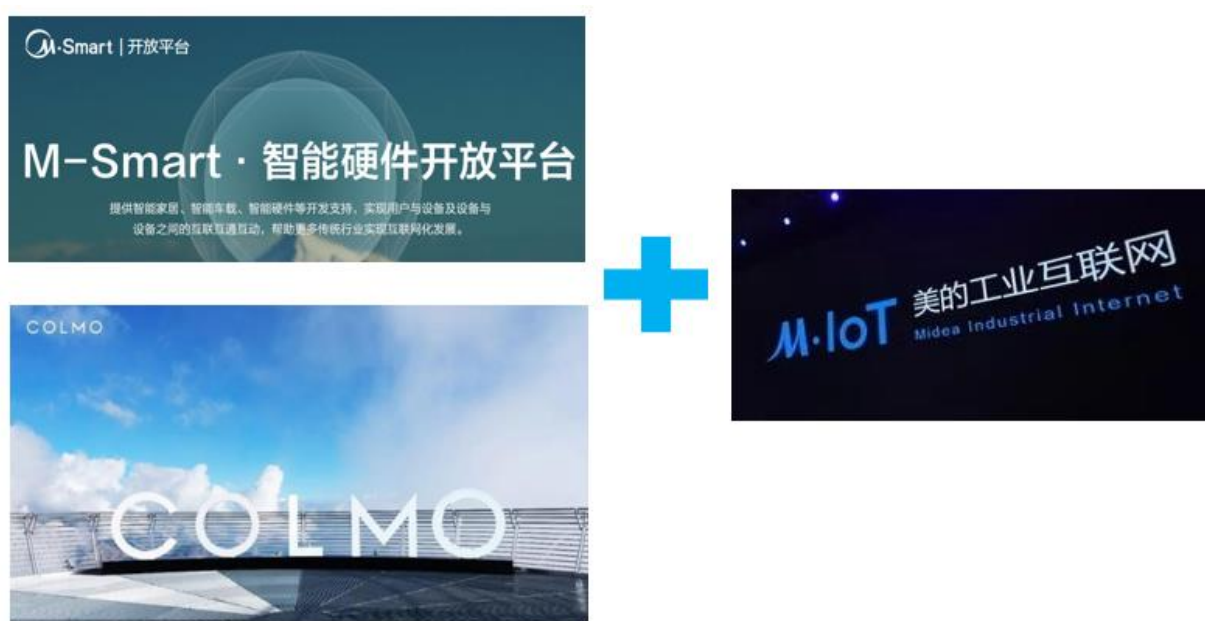 M·Smart | 开放平台
M-Smart · 智能硬件开放平台
提供智能家居、智能车载、智能硬件等开发支持，实现用户与设备及设备与
设备之间的互联互通互动，帮助更多传统行业实现互联网化发展。
COLMO
COLMO
M·IoT 美的工业互联网
Midea Industrial Internet